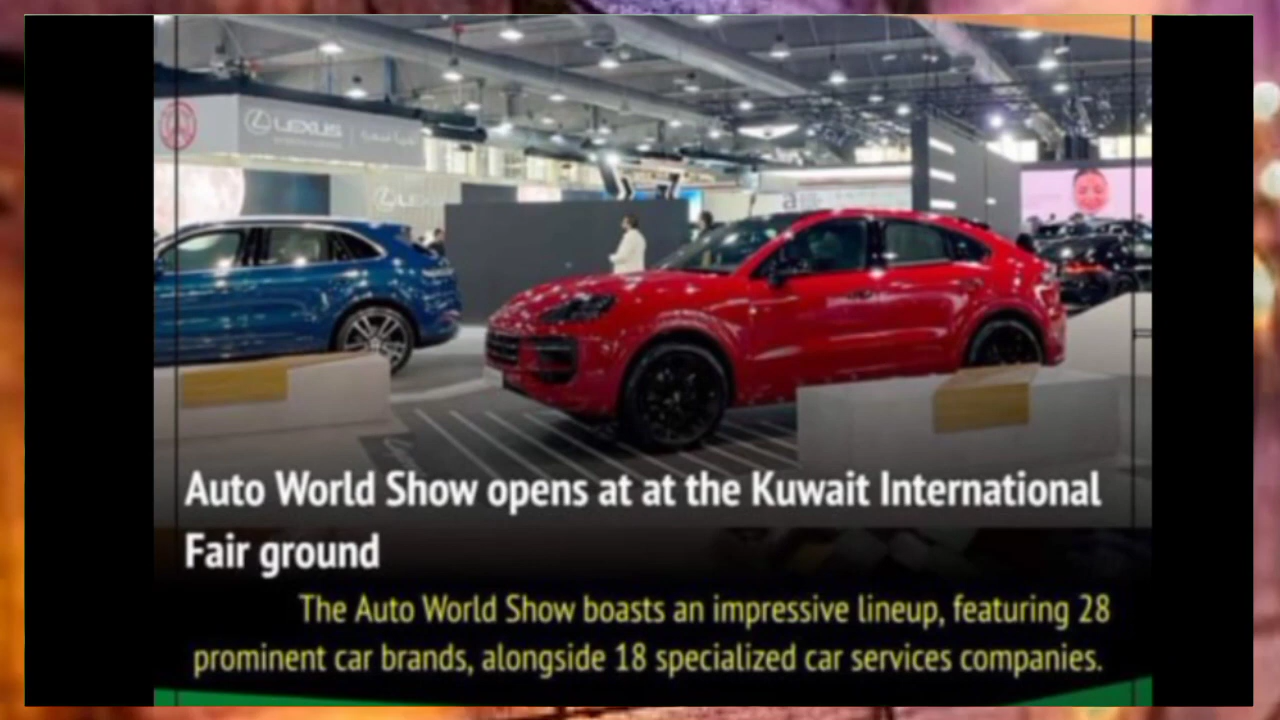 LEXUS
LEXUS
Auto World Show opens at at the Kuwait International
Fair ground
The Auto World Show boasts an impressive lineup, featuring 28
prominent car brands, alongside 18 specialized car services companies.